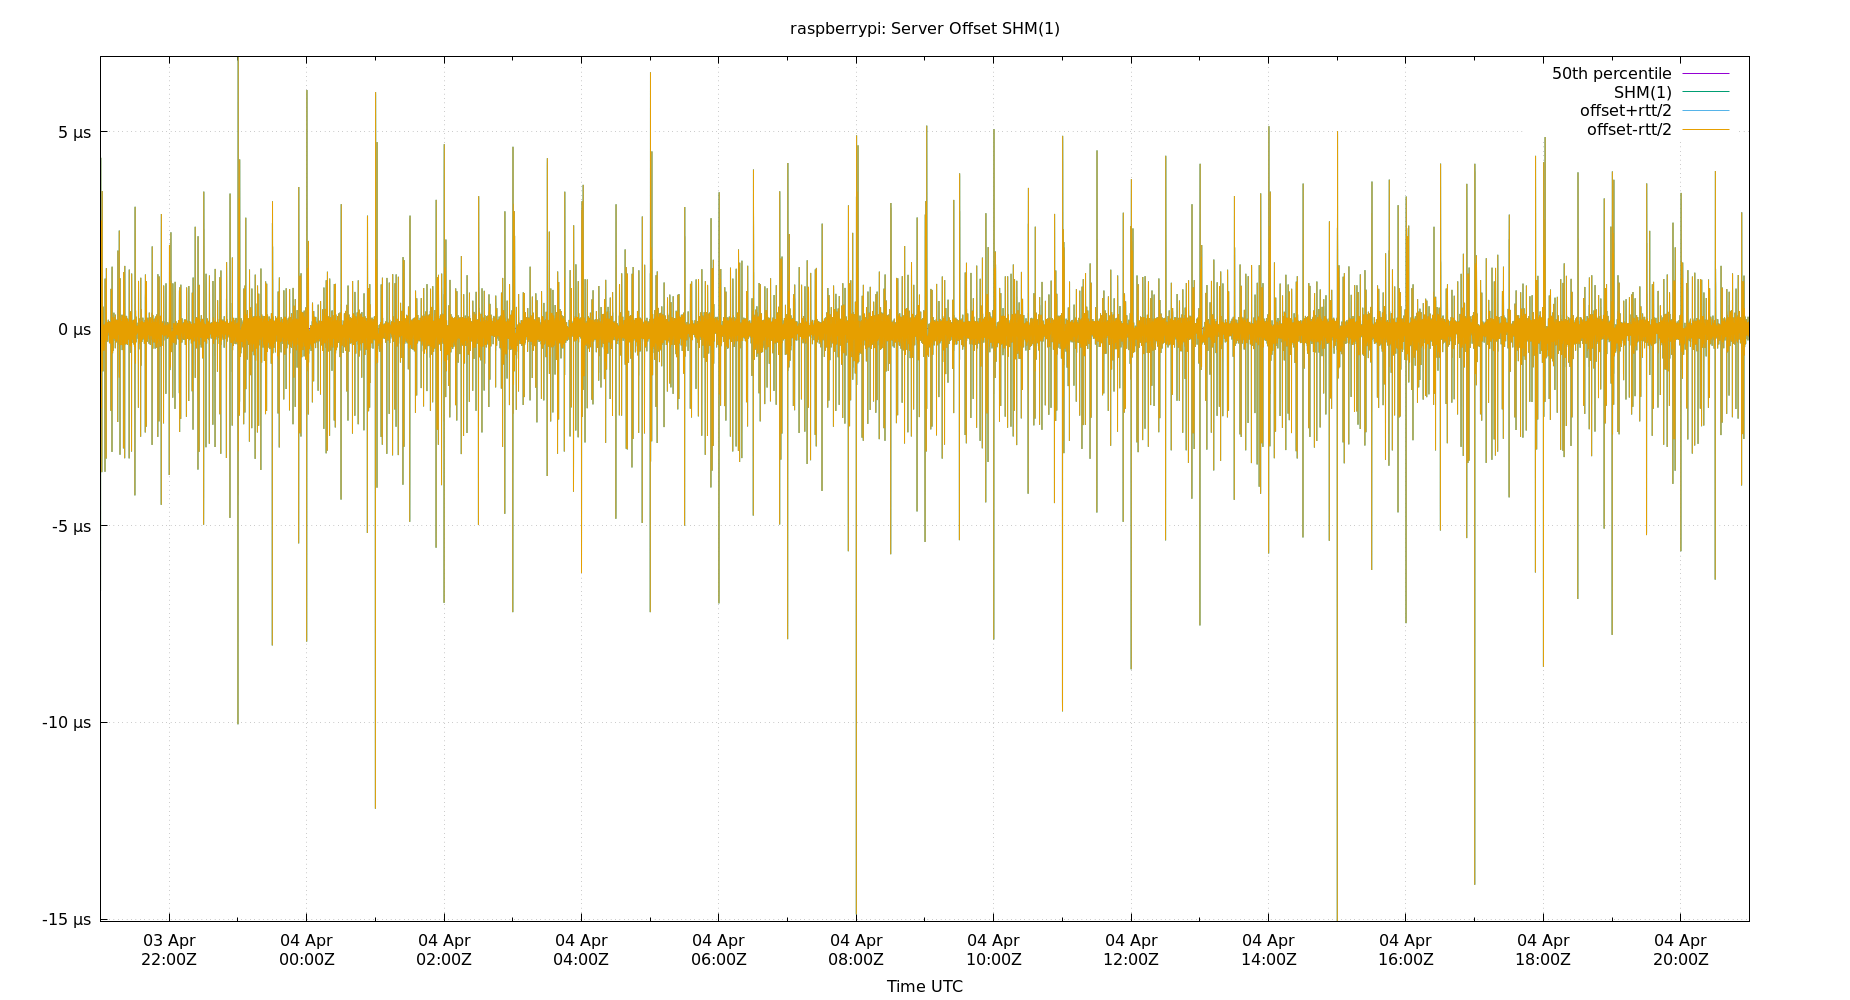 raspberrypi: Server Offset SHM(1)
50th percentile
SHM(1)
offset+rtt/2
offset-rtt/2
5 µs
0 µs
-5 µs
-10 µs
-15 µs
03 Apr 04 Apr 04 Apr 04 Apr 04 Apr 04 Apr 04 Apr 04 Apr 04 Apr 04 Apr 04 Apr 04 Apr
22:00Z 00:00Z 02:00Z 04:00Z 06:00Z 08:00Z 10:00Z 12:00Z 14:00Z 16:00Z 18:00Z 20:00Z
Time UTC